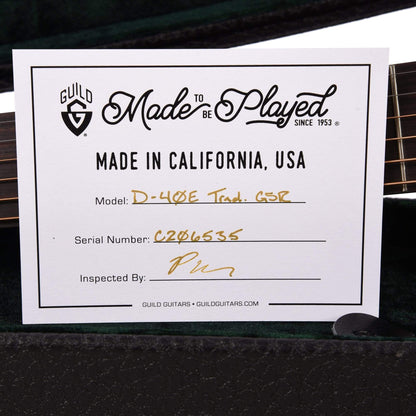 GUILD
G
®
Made TO BE Played
SINCE 1953 ®
MADE IN CALIFORNIA, USA
Model: D-40E Trad. GSR
Serial Number: C206535
Inspected By:
GUILD GUITARS • GUILDGUITARS.COM